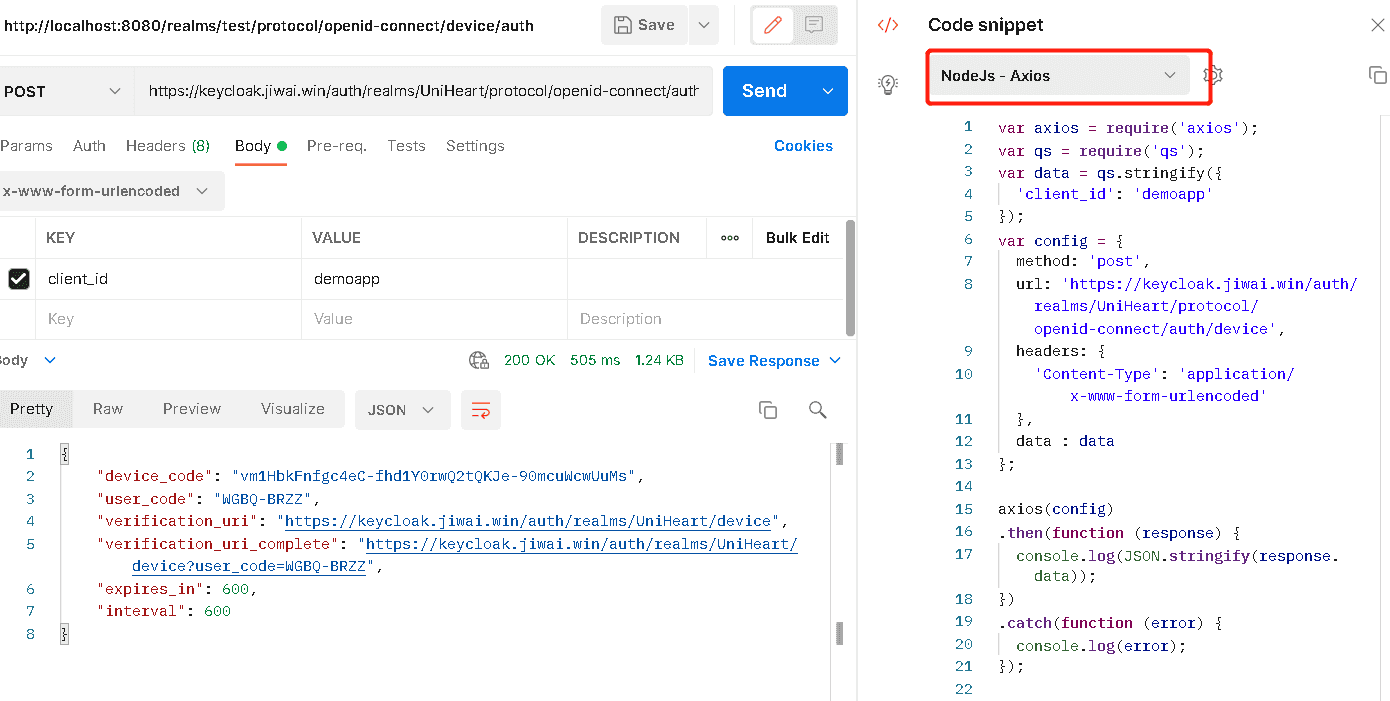 http://localhost:8080/realms/test/protocol/openid-connect/device/auth
Save
POST
https://keycloak.jiwai.win/auth/realms/UniHeart/protocol/openid-connect/auth
Send
Params Auth Headers (8) Body Pre-req. Tests Settings
Cookies
x-www-form-urlencoded
KEY VALUE DESCRIPTION ooo Bulk Edit
client_id demoapp
Key Value Description
Body 200 OK 505 ms 1.24 KB Save Response
Pretty Raw Preview Visualize JSON
1 {
2 "device_code": "vm1HbkFnfgc4eC-fhd1Y0rwQ2tQKJe-90mcuWcwUuMs",
3 "user_code": "WGBQ-BRZZ",
4 "verification_uri": "https://keycloak.jiwai.win/auth/realms/UniHeart/device",
5 "verification_uri_complete": "https://keycloak.jiwai.win/auth/realms/UniHeart/
device?user_code=WGBQ-BRZZ",
6 "expires_in": 600,
7 "interval": 600
8 }
</> Code snippet
NodeJs - Axios
1 var axios = require('axios');
2 var qs = require('qs');
3 var data = qs.stringify({
4 'client_id': 'demoapp'
5 });
6 var config = {
7 method: 'post',
8 url: 'https://keycloak.jiwai.win/auth/
realms/UniHeart/protocol/
openid-connect/auth/device',
9 headers: {
10 'Content-Type': 'application/
x-www-form-urlencoded'
11 },
12 data : data
13 };
14
15 axios(config)
16 .then(function (response) {
17 console.log(JSON.stringify(response.
data));
18 })
19 .catch(function (error) {
20 console.log(error);
21 });
22